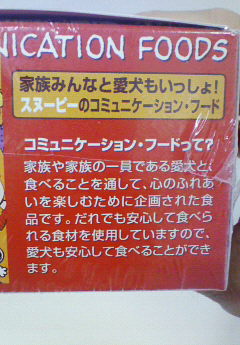 NICATION FOODS
家族みんなと愛犬もいっしょ!
スヌーピーのコミュニケーション・フード
コミュニケーション・フードって?
家族や家族の一員である愛犬と、
食べることを通して、心のふれあ
いを楽しむために企画された食
品です。だれでも安心して食べら
れる食材を使用していますので、
愛犬も安心して食べることができ
ます。